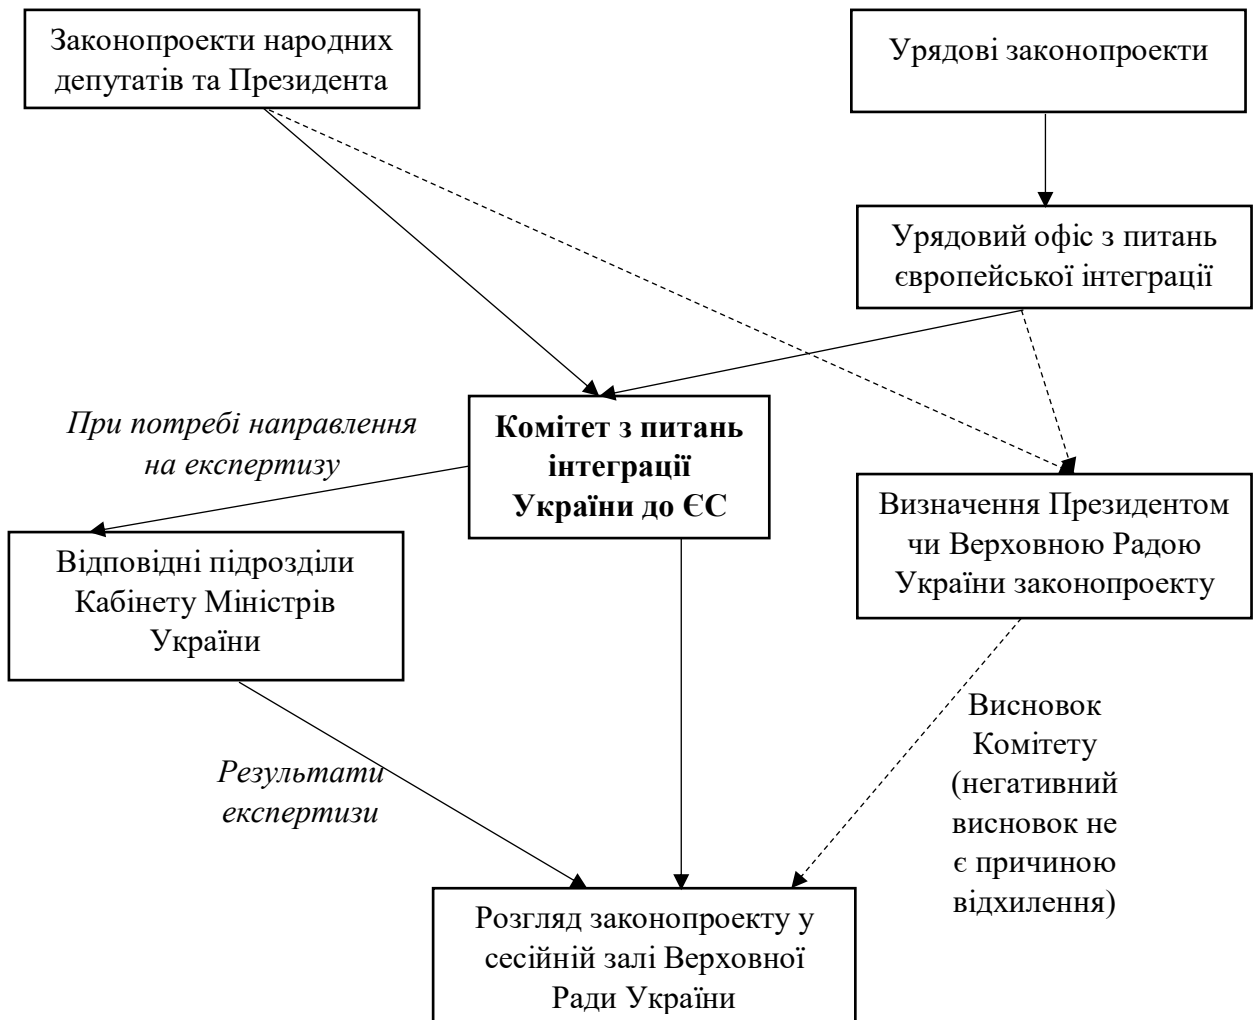 Законопроекти народних
депутатів та Президента
Урядові законопроекти
Урядовий офіс з питань
європейської інтеграції
При потребі направлення
на експертизу
Комітет з питань
інтеграції
України до ЄС
Визначення Президентом
чи Верховною Радою
України законопроекту
Відповідні підрозділи
Кабінету Міністрів
України
Результати
експертизи
Висновок
Комітету
(негативний
висновок не
є причиною
відхилення)
Розгляд законопроекту у
сесійній залі Верховної
Ради України